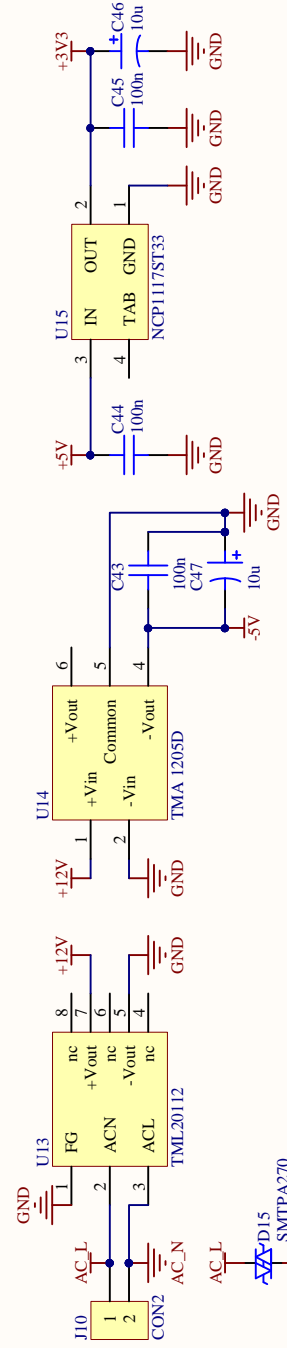 J10
1
2
CON2
AC_L
AC_N
GND
U13
1
FG
2
ACN
3
ACL
nc
8
+Vout
7
nc
6
-Vout
5
nc
4
TML20112
+12V
GND
AC_L
D15
SMTPA270
+12V
GND
U14
1
+Vin
2
-Vin
+Vout
6
Common
5
-Vout
4
TMA 1205D
C43
100n
C47
10u
-5V
GND
+5V
C44
100n
GND
U15
3
IN
4
TAB
OUT
2
GND
1
NCP1117ST33
GND
+3V3
C45
100n
GND
C46
10u
GND